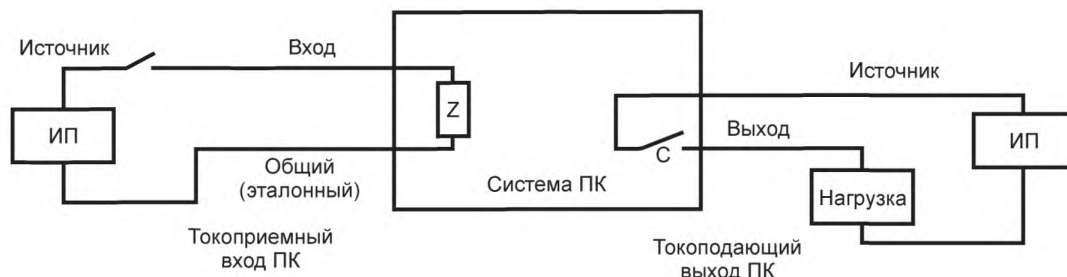 Источник
Вход
ИП
Z
Общий
(эталонный)
Токоприемный
вход ПК
Система ПК
С
Источник
Выход
ИП
Нагрузка
Токоподающий
выход ПК